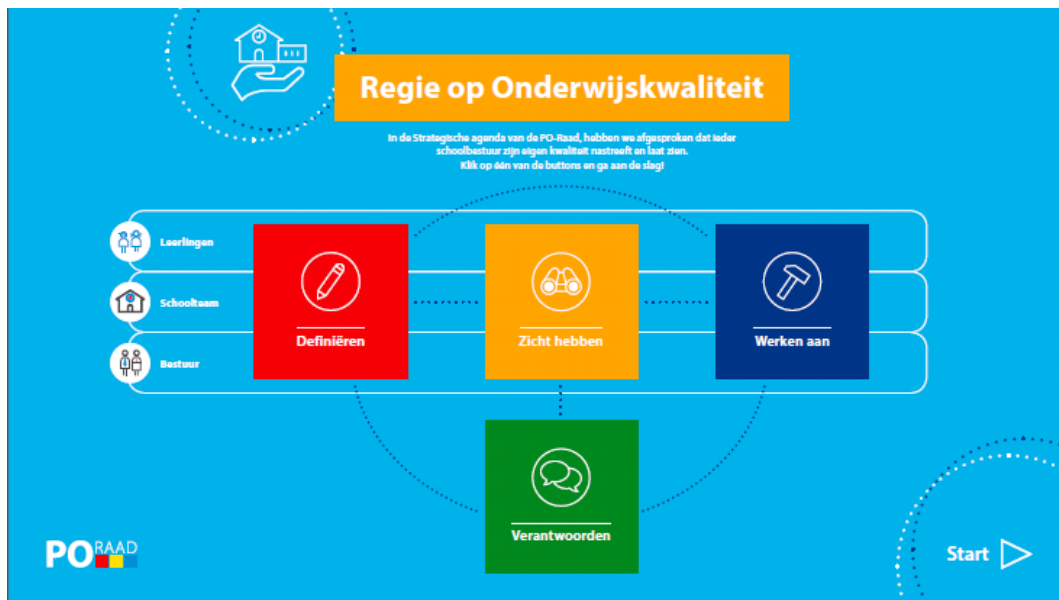 Regie op Onderwijskwaliteit
In de Strategische agenda van de PO-Raad, hebben we afgesproken dat ieder
schoolbestuur zijn eigen kwaliteit nastreeft en laat zien.
Klik op één van de buttons en ga aan de slag!
Leerlingen
Schoolteam
Bestuur
Definiëren
Zicht hebben
Werken aan
Verantwoorden
PO RAAD
Start